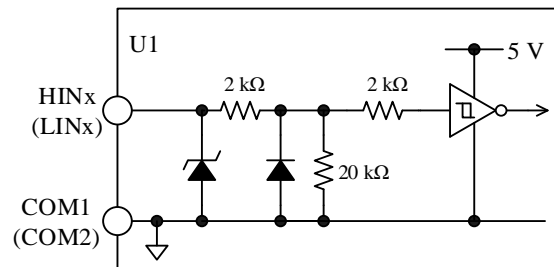 U1
5 V
2 kΩ
2 kΩ
HINx
(LINx)
20 kΩ
COM1
(COM2)